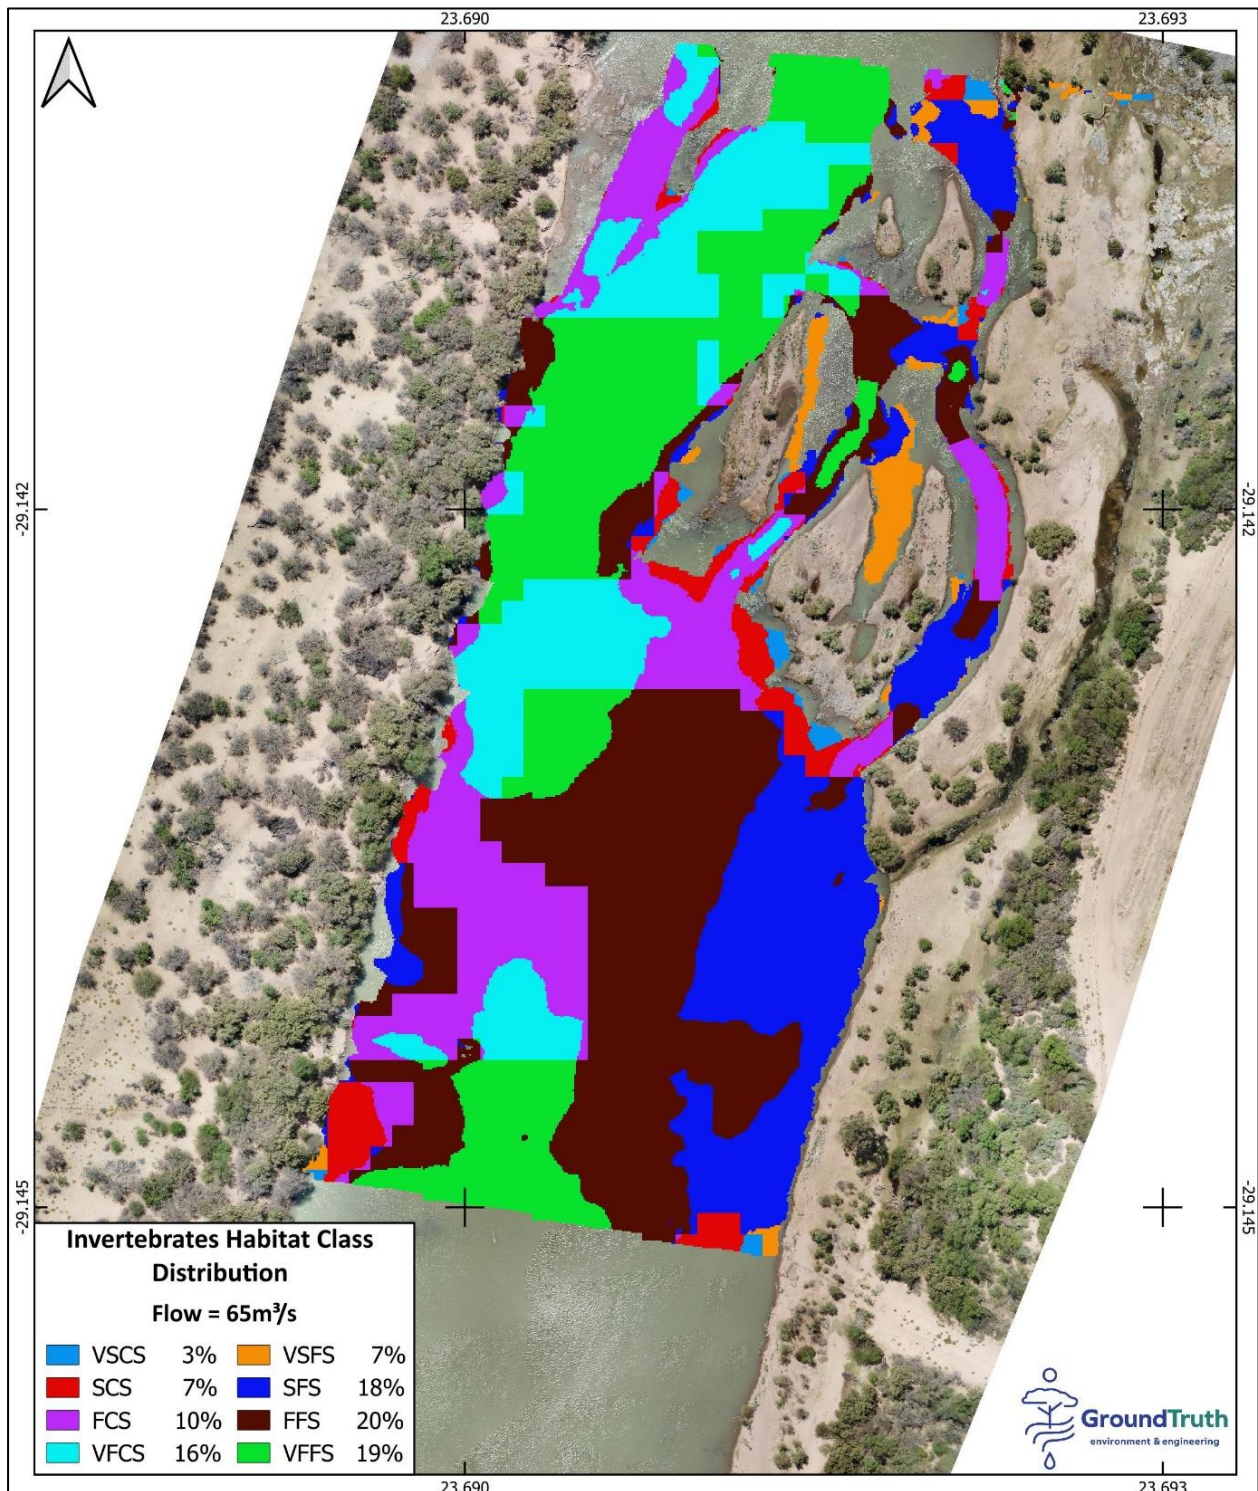 23.690 23.693
-29.142 -29.142
-29.145 -29.145
Invertebrates Habitat Class
Distribution
Flow = 65m³/s
VSCS 3% VSFS 7%
SCS 7% SFS 18%
FCS 10% FFS 20%
VFCS 16% VFFS 19%
GroundTruth
environment & engineering
23.690 23.693